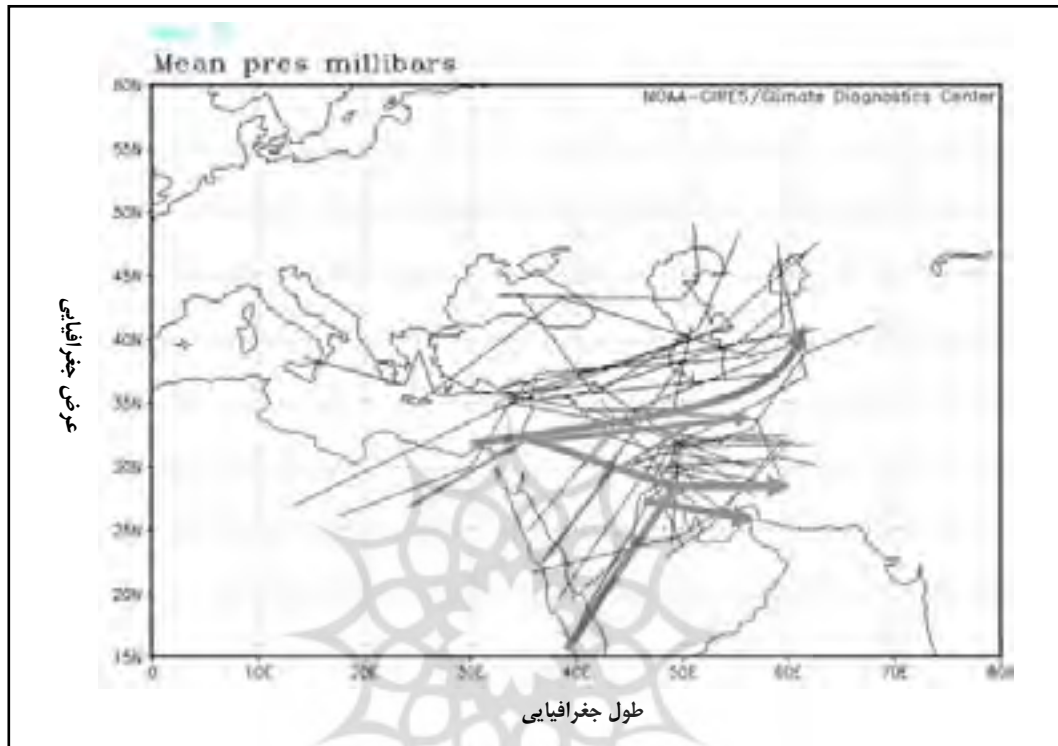 Mean pres millibars
NOAA-CIRES/Climate Diagnostics Center
60N
55N
50N
45N
40N
35N
30N
25N
20N
15N
0
10E
20E
30E
40E
50E
60E
70E
80E
عرض جغرافیایی
طول جغرافیایی